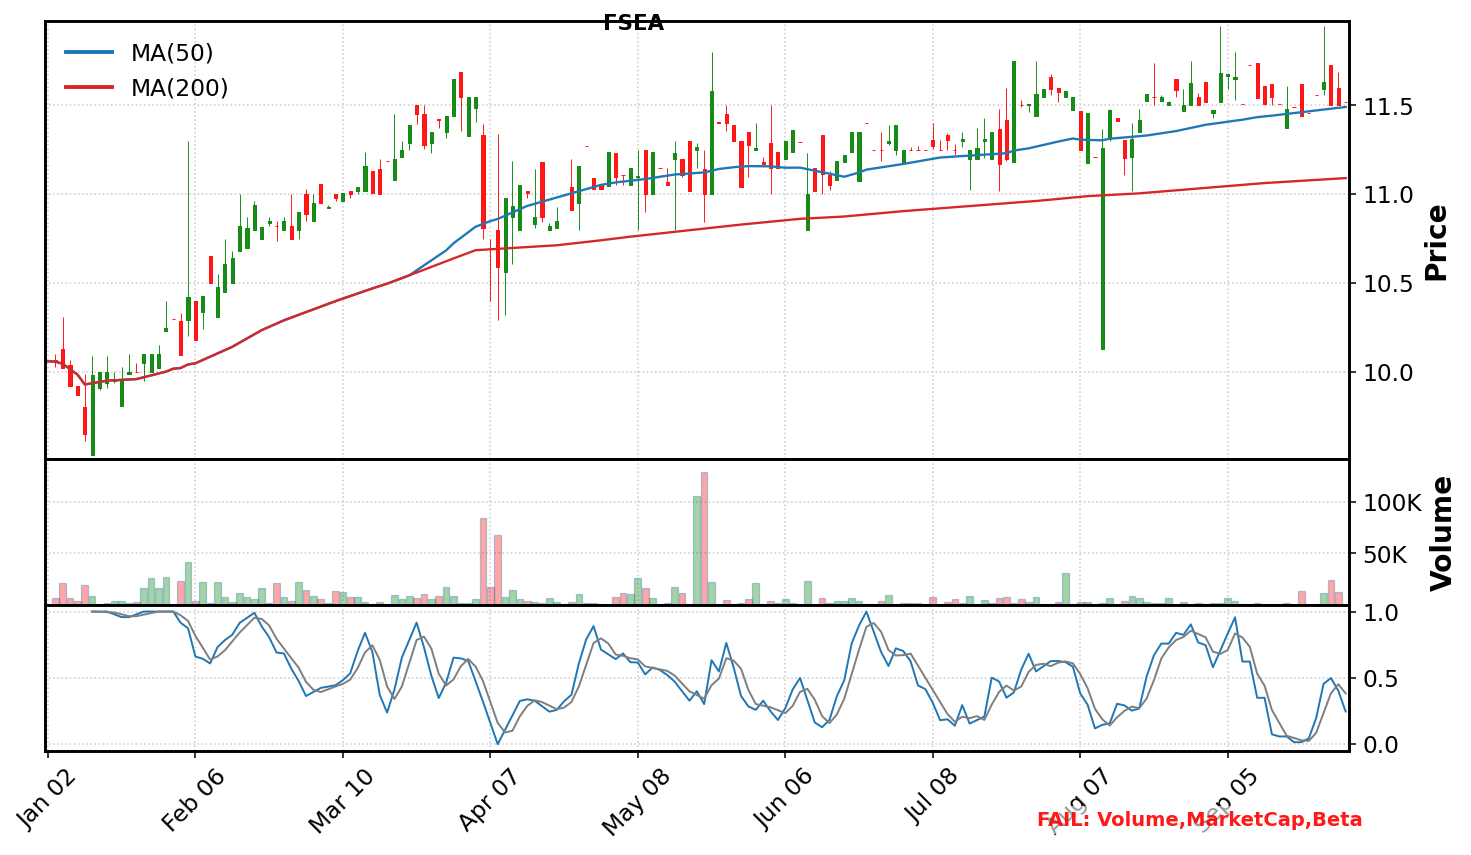 FSEA
MA(50)
MA(200)
11.5
11.0
10.5
10.0
Price
100K
50K
Volume
1.0
0.5
0.0
Jan 02
Feb 06
Mar 10
Apr 07
May 08
Jun 06
Jul 08
Aug 07
Sep 05
FAIL: Volume,MarketCap,Beta